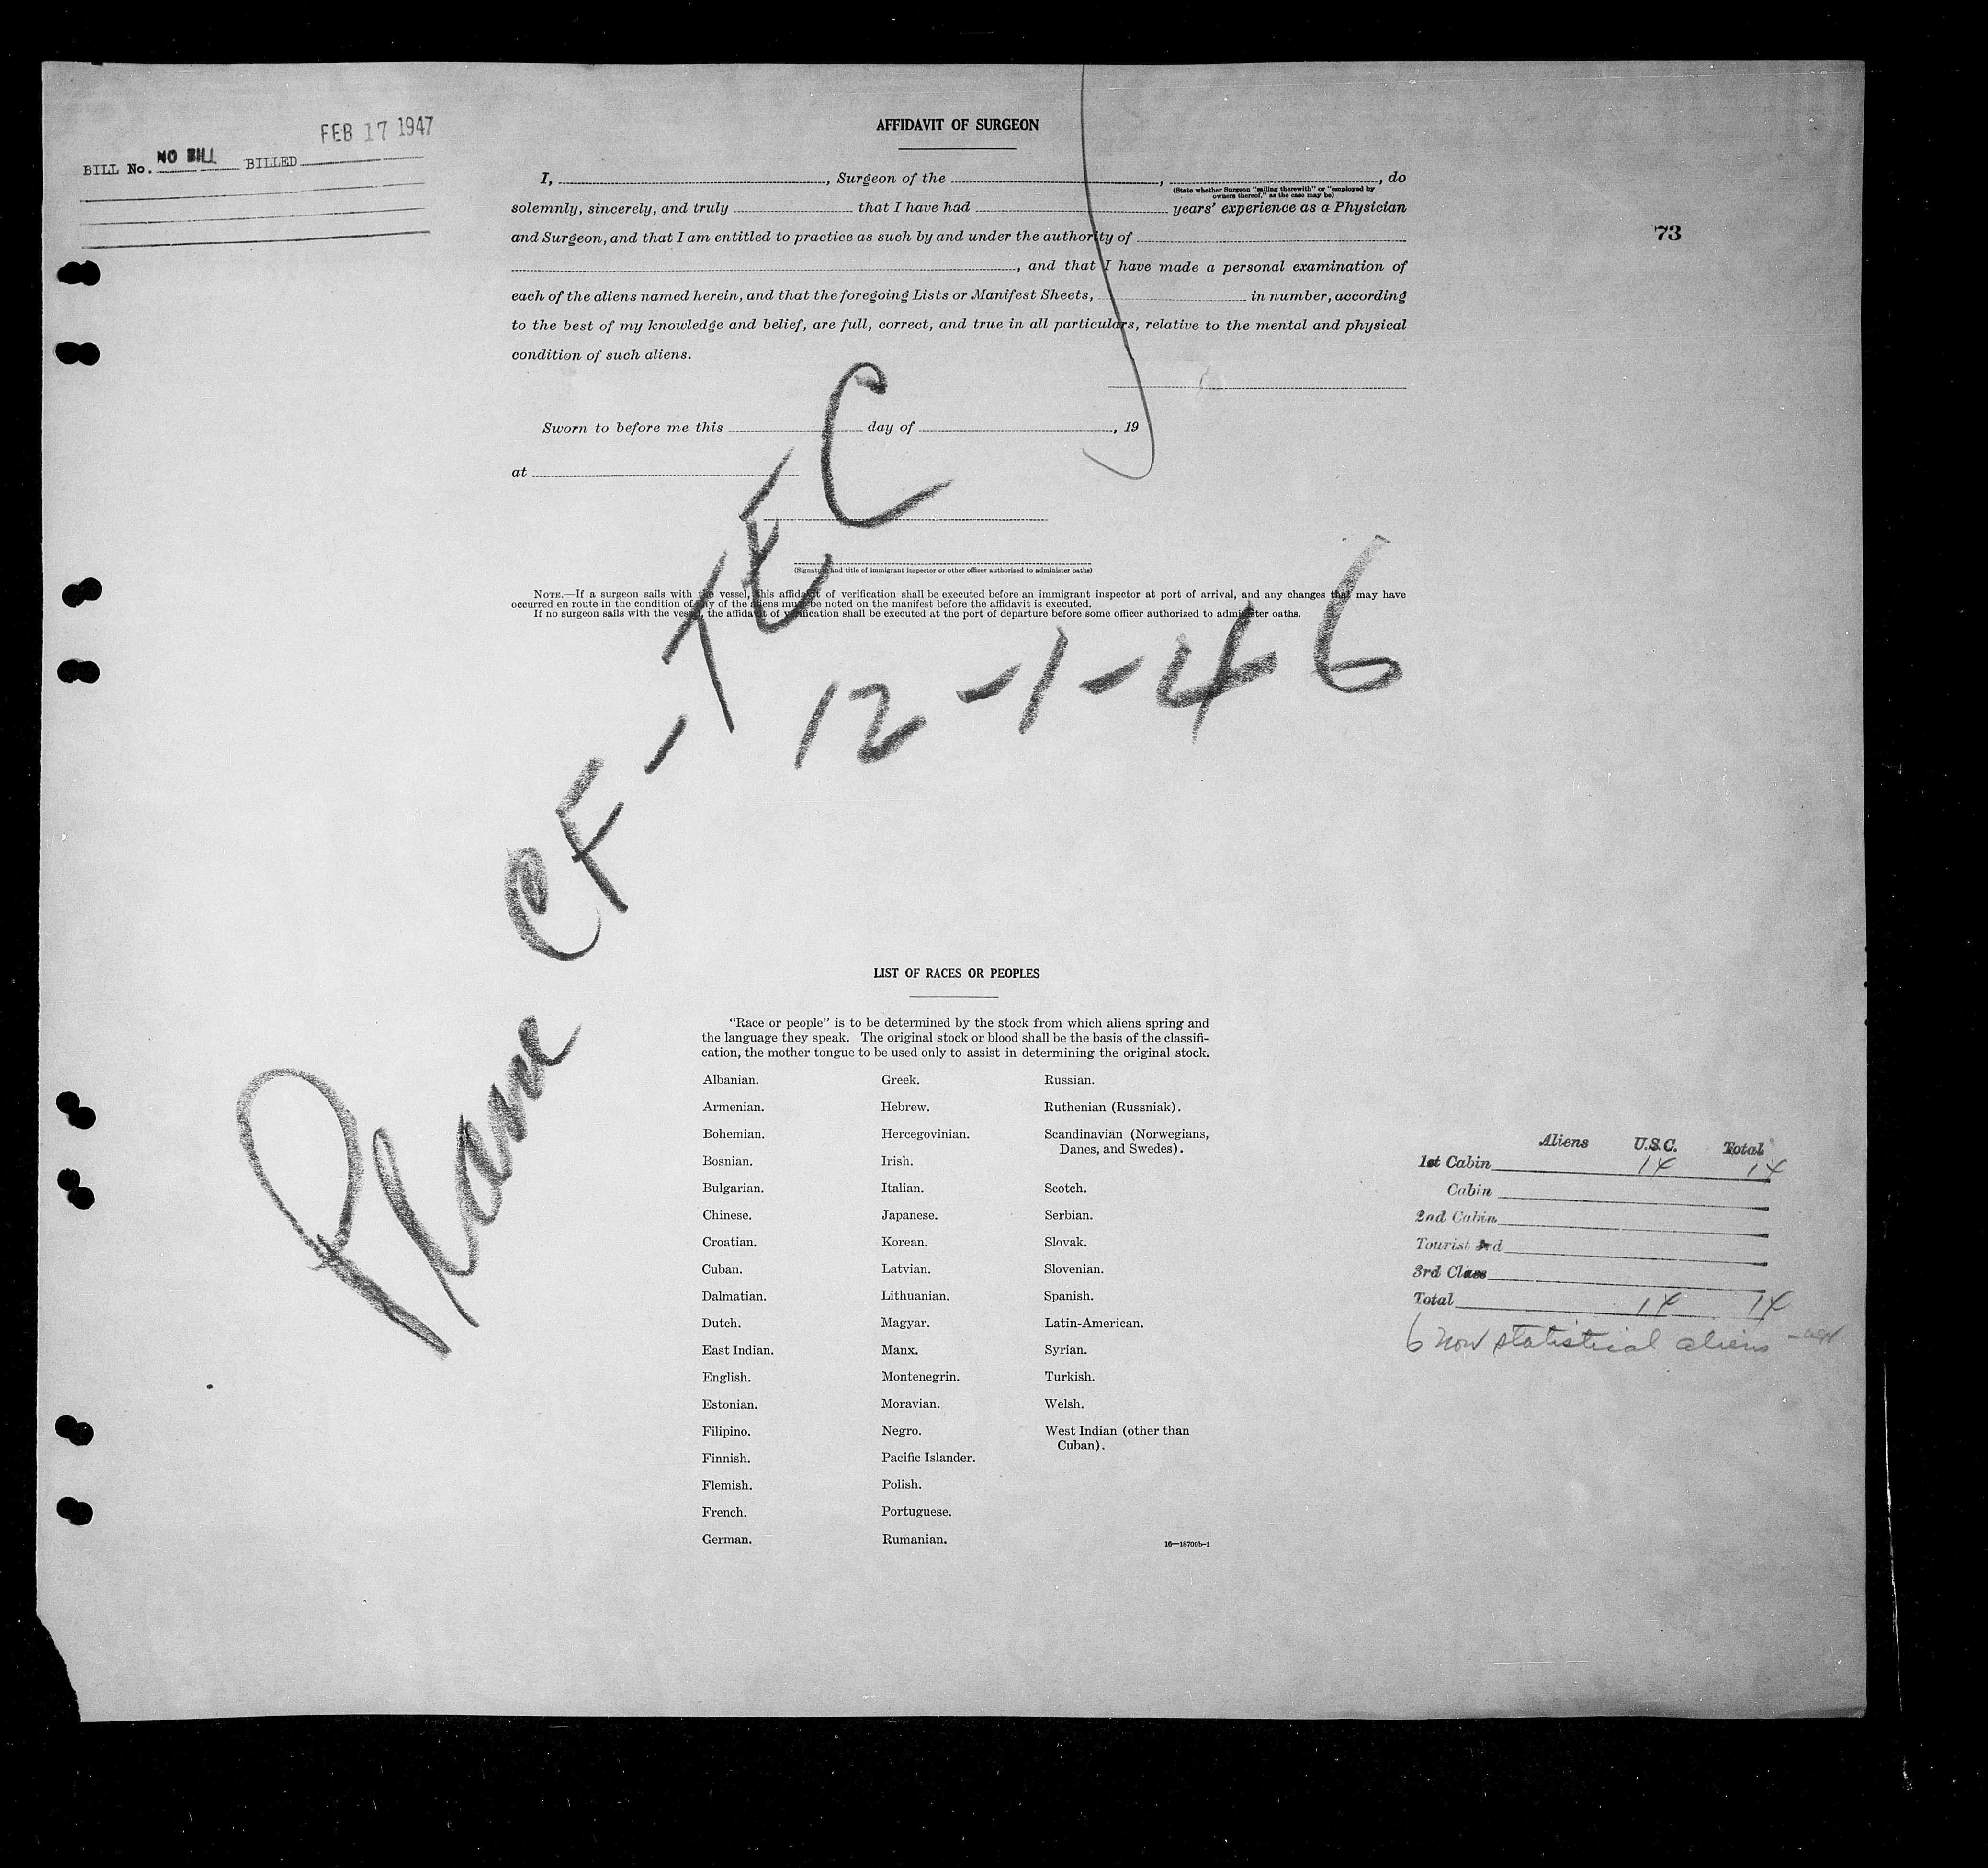 FEB 17 1947
BILL No. NO BILL BILLED
73
AFFIDAVIT OF SURGEON
I, , Surgeon of the , , do
(State whether Surgeon "sailing therewith" or "employed by
owners thereof," as the case may be)
solemnly, sincerely, and truly that I have had years' experience as a Physician
and Surgeon, and that I am entitled to practice as such by and under the authority of
, and that I have made a personal examination of
each of the aliens named herein, and that the foregoing Lists or Manifest Sheets, in number, according
to the best of my knowledge and belief, are full, correct, and true in all particulars, relative to the mental and physical
condition of such aliens.
Sworn to before me this day of , 19
at
(Signature and title of immigrant inspector or other officer authorized to administer oaths)
NOTE.—If a surgeon sails with the vessel, this affidavit of verification shall be executed before an immigrant inspector at port of arrival, and any changes that may have
occurred en route in the condition of any of the aliens must be noted on the manifest before the affidavit is executed.
If no surgeon sails with the vessel, the affidavit of verification shall be executed at the port of departure before some officer authorized to administer oaths.
Plane CF-TEC
12-1-46
LIST OF RACES OR PEOPLES
"Race or people" is to be determined by the stock from which aliens spring and
the language they speak. The original stock or blood shall be the basis of the classifi-
cation, the mother tongue to be used only to assist in determining the original stock.
Albanian.
Armenian.
Bohemian.
Bosnian.
Bulgarian.
Chinese.
Croatian.
Cuban.
Dalmatian.
Dutch.
East Indian.
English.
Estonian.
Filipino.
Finnish.
Flemish.
French.
German.
Greek.
Hebrew.
Hercegovinian.
Irish.
Italian.
Japanese.
Korean.
Latvian.
Lithuanian.
Magyar.
Manx.
Montenegrin.
Moravian.
Negro.
Pacific Islander.
Polish.
Portuguese.
Rumanian.
Russian.
Ruthenian (Russniak).
Scandinavian (Norwegians,
Danes, and Swedes).
Scotch.
Serbian.
Slovak.
Slovenian.
Spanish.
Latin-American.
Syrian.
Turkish.
Welsh.
West Indian (other than
Cuban).
16—18709b-1
Aliens U.S.C. Total
1st Cabin 14 14
Cabin
2nd Cabin
Tourist 3rd
3rd Class
Total 14 14
6 non statistical aliens